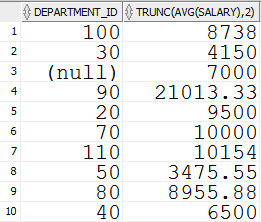 DEPARTMENT_ID TRUNC(AVG(SALARY),2)
1 100 8738
2 30 4150
3 (null) 7000
4 90 21013.33
5 20 9500
6 70 10000
7 110 10154
8 50 3475.55
9 80 8955.88
10 40 6500